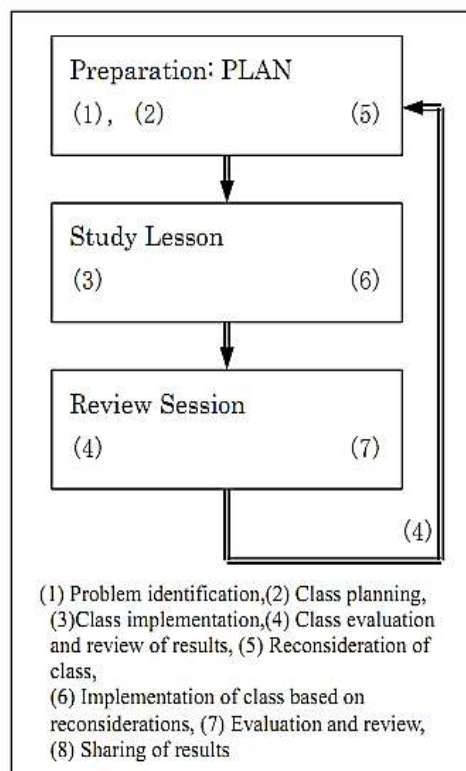 Preparation: PLAN
(1), (2) (5)
Study Lesson
(3) (6)
Review Session
(4) (7)
(4)
(1) Problem identification,(2) Class planning,
(3)Class implementation,(4) Class evaluation
and review of results, (5) Reconsideration of
class,
(6) Implementation of class based on
reconsiderations, (7) Evaluation and review,
(8) Sharing of results